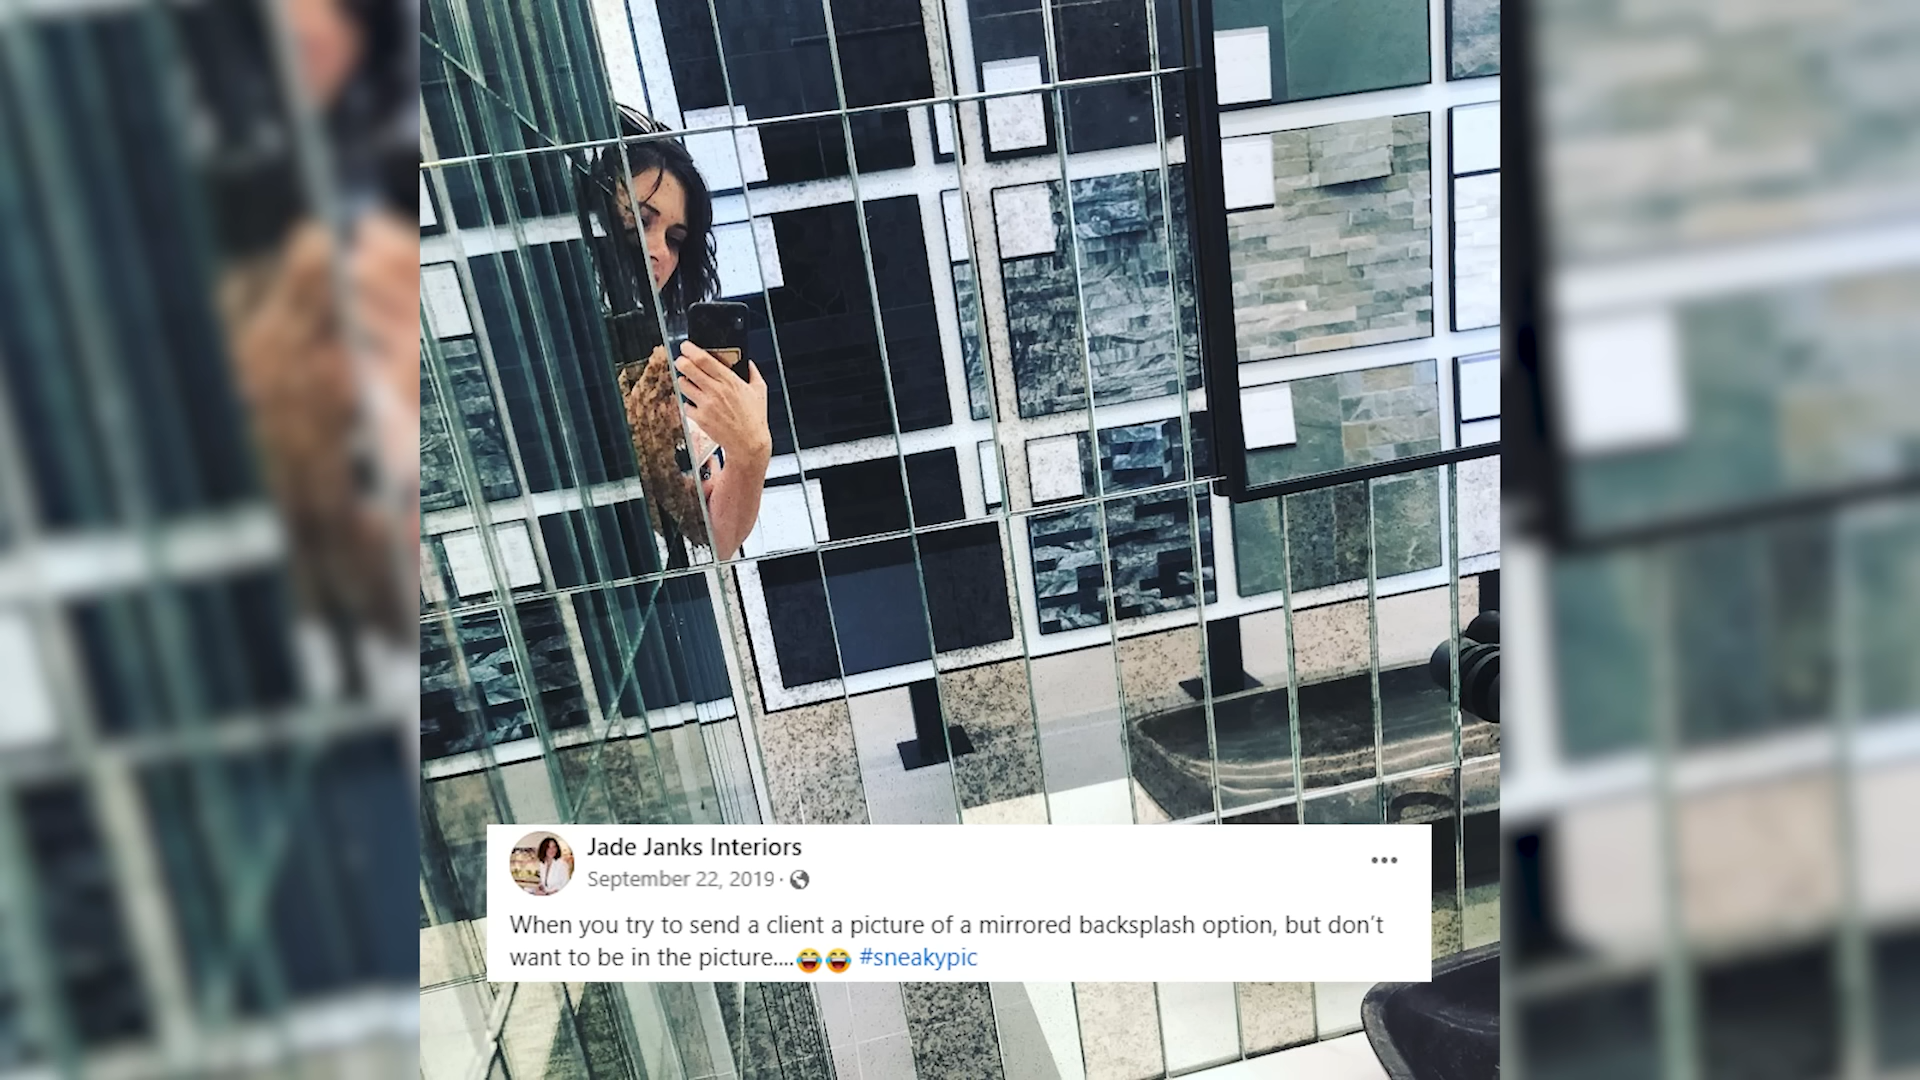 Jade Janks Interiors
September 22, 2019 ·
When you try to send a client a picture of a mirrored backsplash option, but don't
want to be in the picture....😂😂 #sneakypic